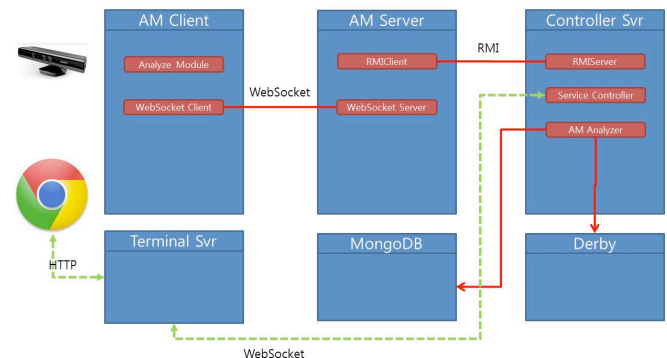 AM Client
AM Server
Controller Svr
Analyze Module
RMIClient
RMI
RMIServer
WebSocket
Service Controller
WebSocket Client
WebSocket Server
AM Analyzer
Terminal Svr
MongoDB
Derby
HTTP
WebSocket